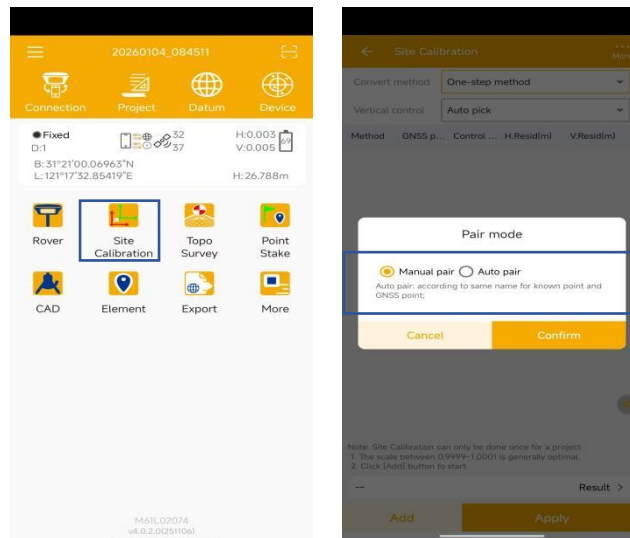 20260104_084511
Connection Project Datum Device
Fixed 32 H:0.003 69
D:1 37 V:0.005
B: 31°21'00.06963"N
L: 121°17'32.85419"E H: 26.788m
Rover Site Calibration Topo Survey Point Stake
CAD Element Export More
M61L02074
v4.0.2.0(251106)
Site Calibration More
Convert method One-step method
Vertical control Auto pick
Method GNSS p... Control ... H.Resid(m) V.Resid(m)
Pair mode
Manual pair Auto pair
Auto pair: according to same name for known point and
GNSS point;
Cancel Confirm
Note: Site Calibration can only be done once for a project
1. The scale between 0.9999~1.0001 is generally optimal.
2. Click [Add] button to start.
-- Result >
Add Apply